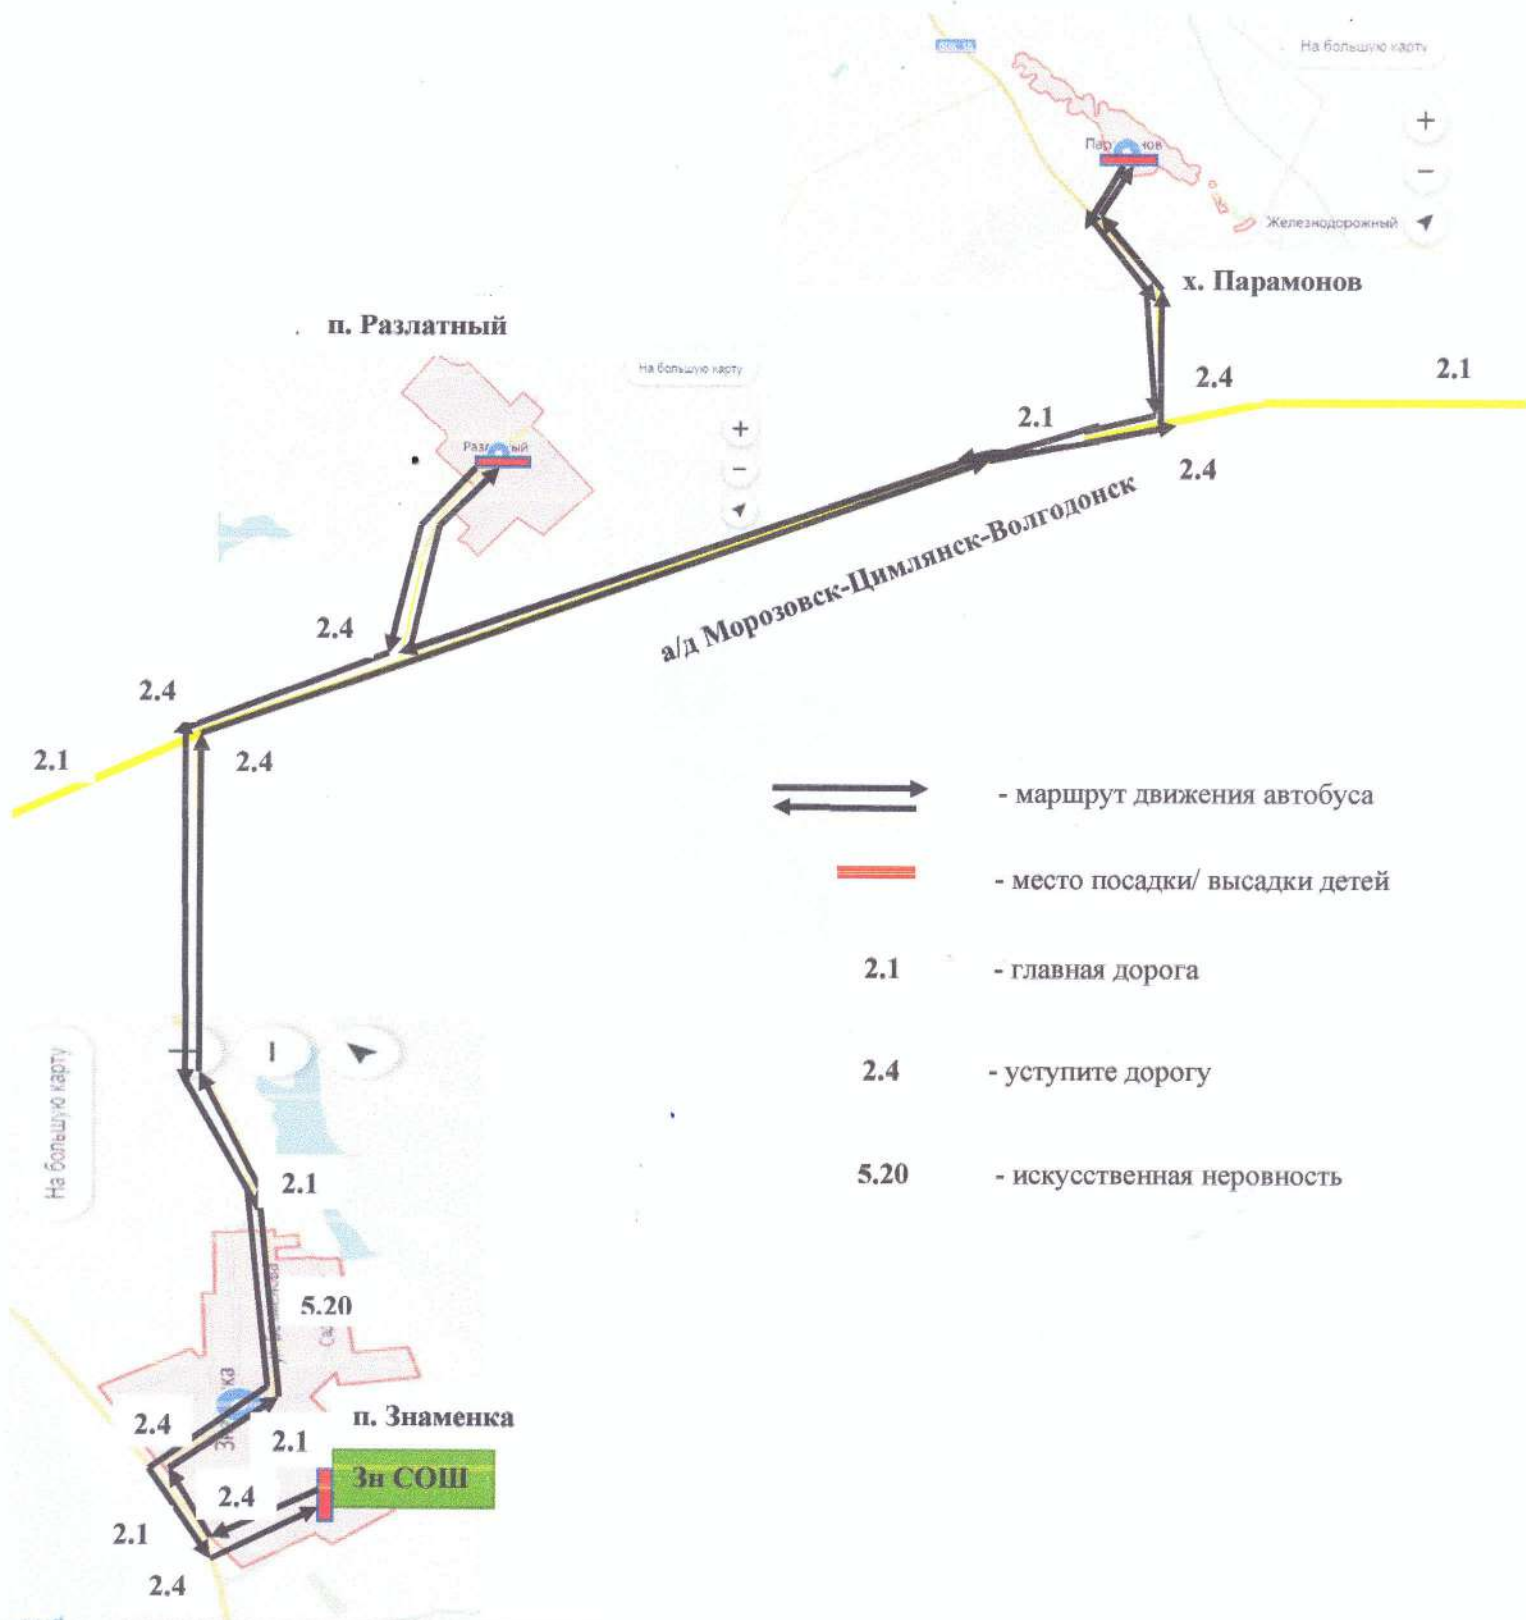 На большую карту
Железнодорожный
х. Парамонов
п. Разлатный
На большую карту
2.4
2.1
2.1
2.4
а/д Морозовск-Цимлянск-Волгодонск
2.4
2.4
2.1
2.4
- маршрут движения автобуса
- место посадки/ высадки детей
2.1 - главная дорога
2.4 - уступите дорогу
5.20 - искусственная неровность
На большую карту
2.1
5.20
2.4
п. Знаменка
2.1
Зн СОШ
2.4
2.1
2.4